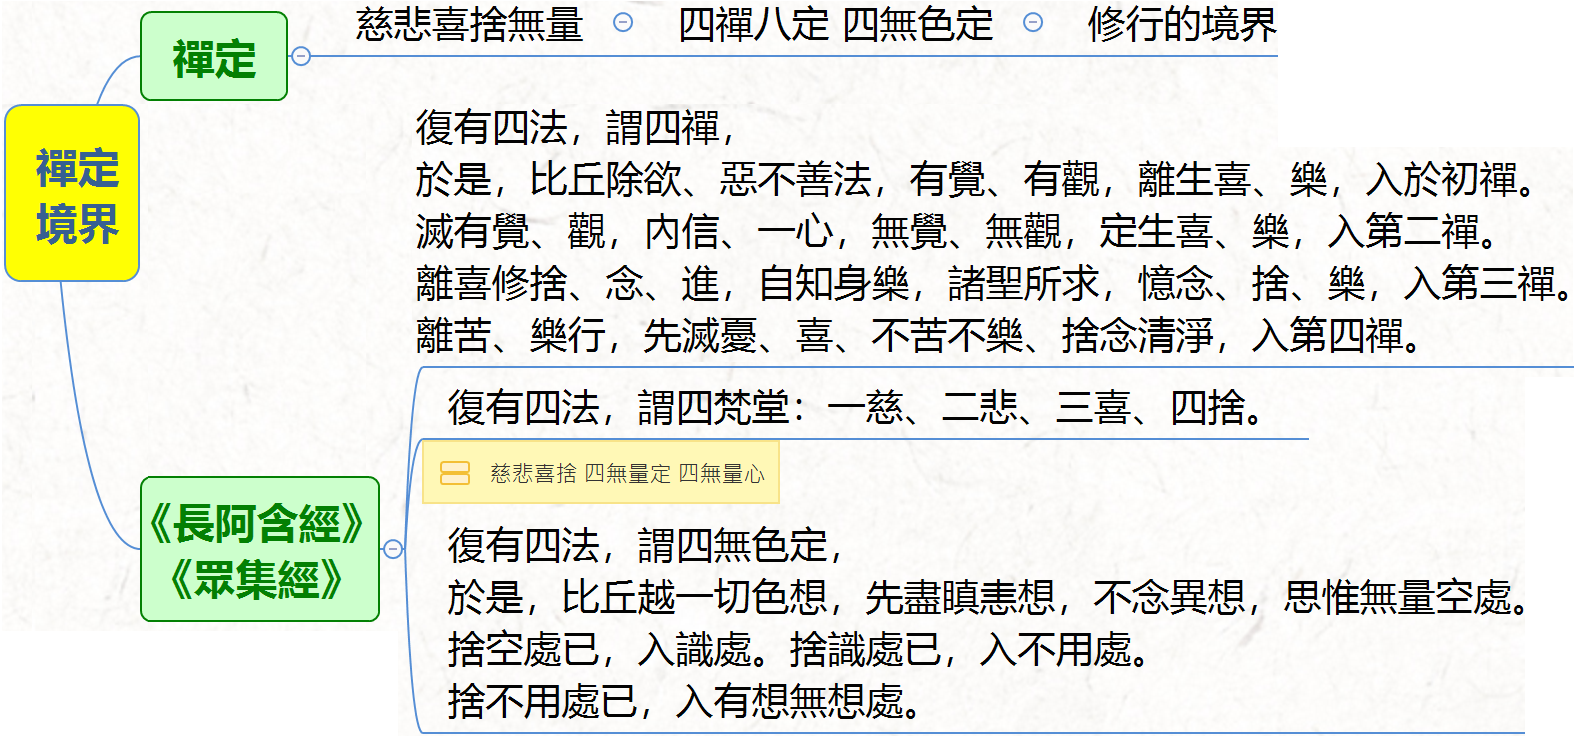 禪定
境界
禪定
慈悲喜捨無量
四禪八定 四無色定
修行的境界
《長阿含經》
《眾集經》
復有四法，謂四禪，
於是，比丘除欲、惡不善法，有覺、有觀，離生喜、樂，入於初禪。
滅有覺、觀，內信、一心，無覺、無觀，定生喜、樂，入第二禪。
離喜修捨、念、進，自知身樂，諸聖所求，憶念、捨、樂，入第三禪。
離苦、樂行，先滅憂、喜、不苦不樂、捨念清淨，入第四禪。
復有四法，謂四梵堂：一慈、二悲、三喜、四捨。
慈悲喜捨 四無量定 四無量心
復有四法，謂四無色定，
於是，比丘越一切色想，先盡瞋恚想，不念異想，思惟無量空處。
捨空處已，入識處。捨識處已，入不用處。
捨不用處已，入有想無想處。